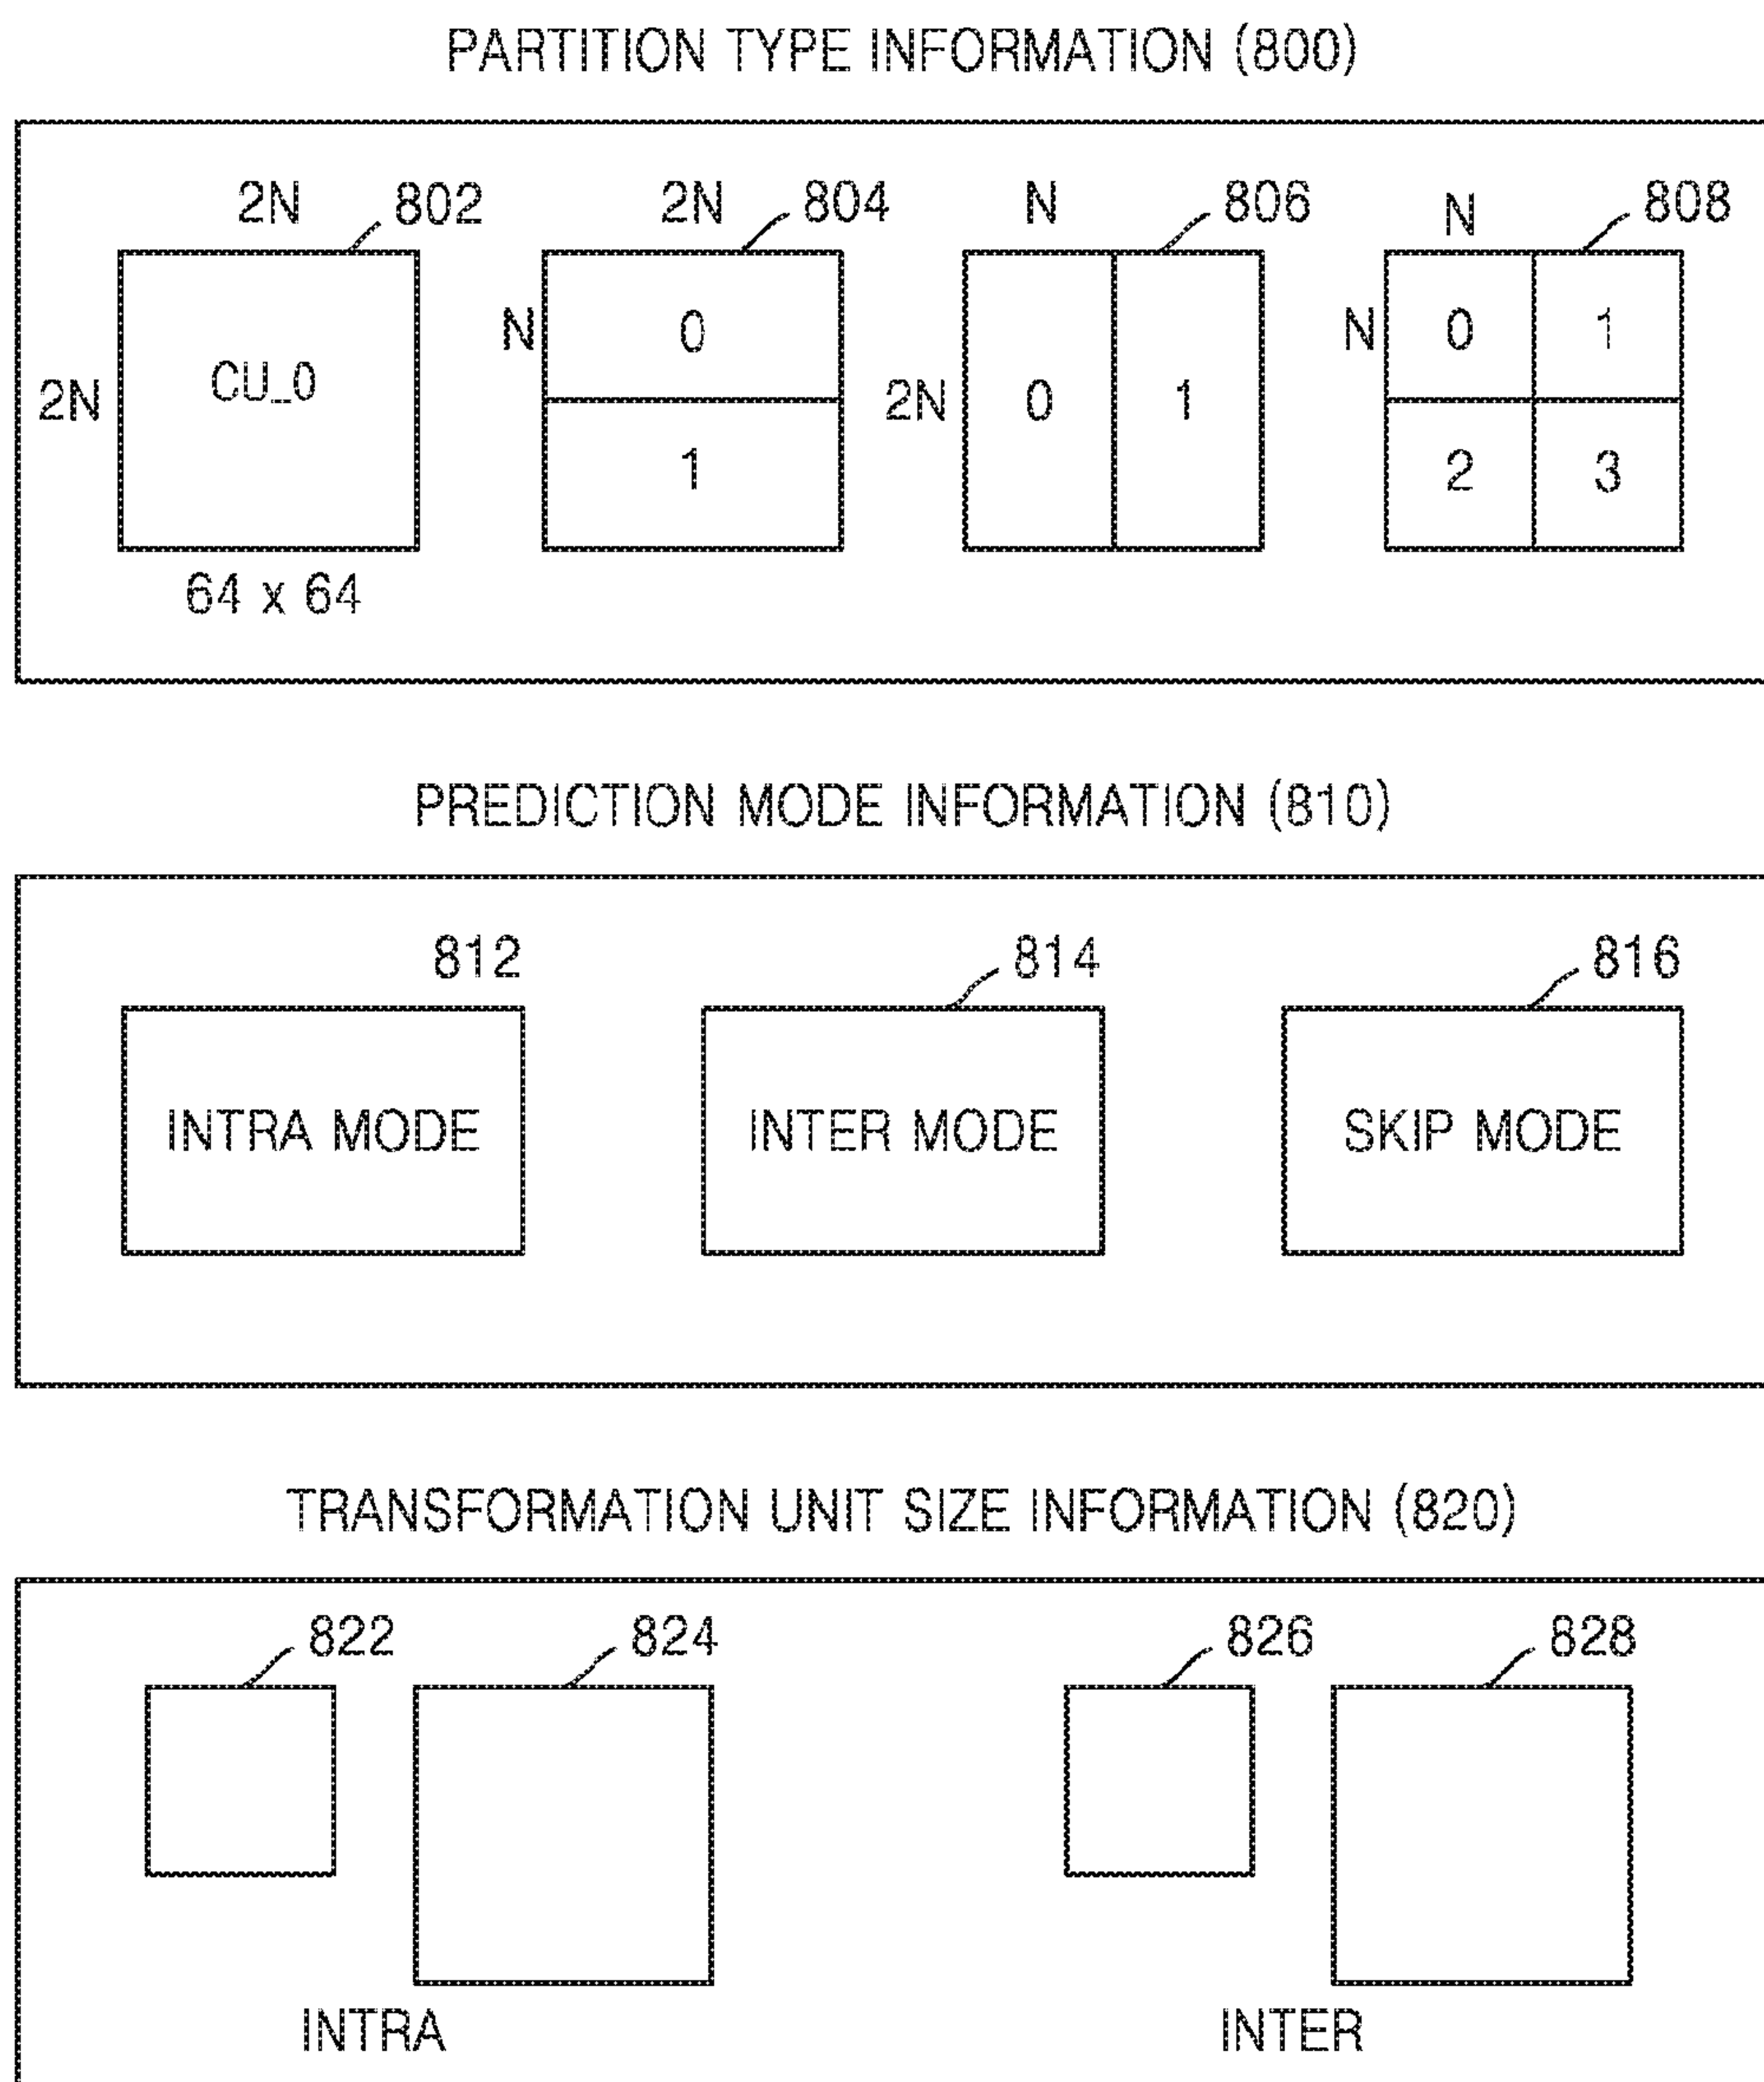 PARTITION TYPE INFORMATION (800)
2N 802 2N 804 N 806 N 808
2N CU_0 N 0 1 2N 0 1 N 0 1 2 3
64 x 64
PREDICTION MODE INFORMATION (810)
812 814 816
INTRA MODE INTER MODE SKIP MODE
TRANSFORMATION UNIT SIZE INFORMATION (820)
822 824 826 828
INTRA INTER